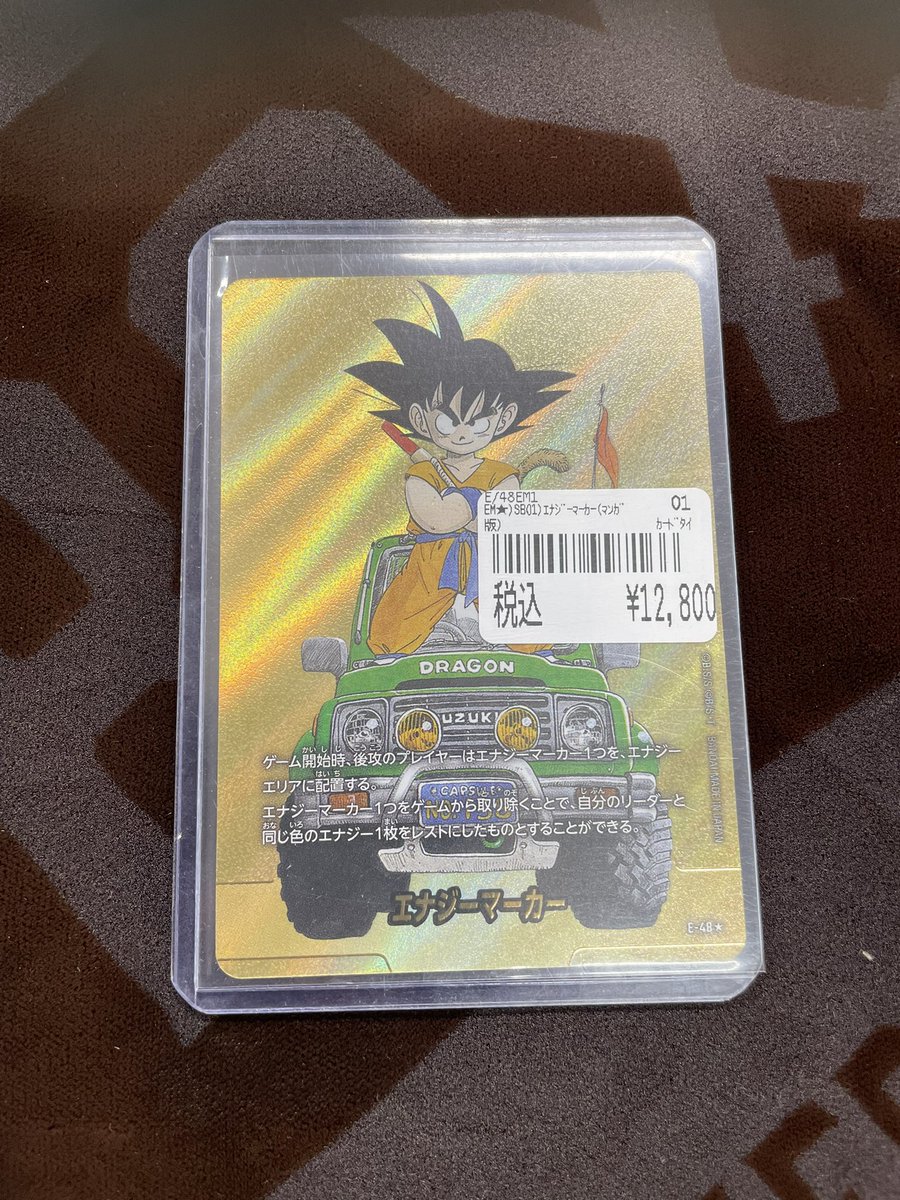 E/48EM1
01
EM★)SB01)エナジーマーカー(マンガ
版)
カードタイ
税込
¥12,800
DRAGON
UZUKI
ゲーム開始時、後攻のプレイヤーはエナジーマーカー1つを、エナジー
エリアに配置する。
CAPSULE
エナジーマーカー1つをゲームから取り除くことで、自分のリーダーと
同じ色のエナジー1枚をレストにしたものとすることができる。
エナジーマーカー
E-48★